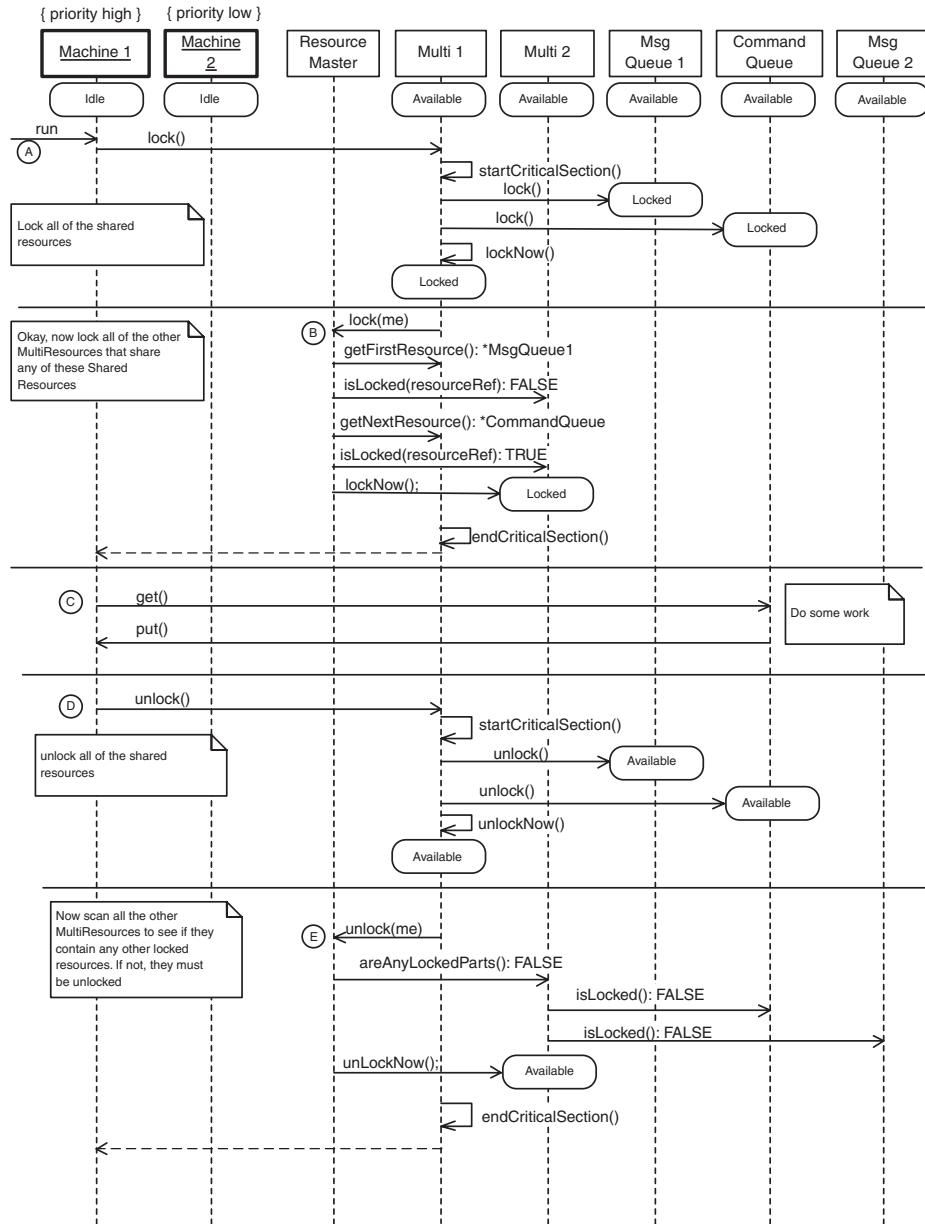 { priority high }
{ priority low }
Machine 1
Machine
2
Resource
Master
Multi 1
Multi 2
Msg
Queue 1
Command
Queue
Msg
Queue 2
Idle
Idle
Available
Available
Available
Available
Available
run
A
lock()
startCriticalSection()
lock()
Locked
Lock all of the shared
resources
lock()
Locked
lockNow()
Locked
Okay, now lock all of the other
MultiResources that share
any of these Shared
Resources
B
lock(me)
getFirstResource(): *MsgQueue1
isLocked(resourceRef): FALSE
getNextResource(): *CommandQueue
isLocked(resourceRef): TRUE
lockNow();
Locked
endCriticalSection()
C
get()
Do some work
put()
D
unlock()
startCriticalSection()
unlock all of the shared
resources
unlock()
Available
unlock()
Available
unlockNow()
Available
Now scan all the other
MultiResources to see if they
contain any other locked
resources. If not, they must
be unlocked
E
unlock(me)
areAnyLockedParts(): FALSE
isLocked(): FALSE
isLocked(): FALSE
unLockNow();
Available
endCriticalSection()